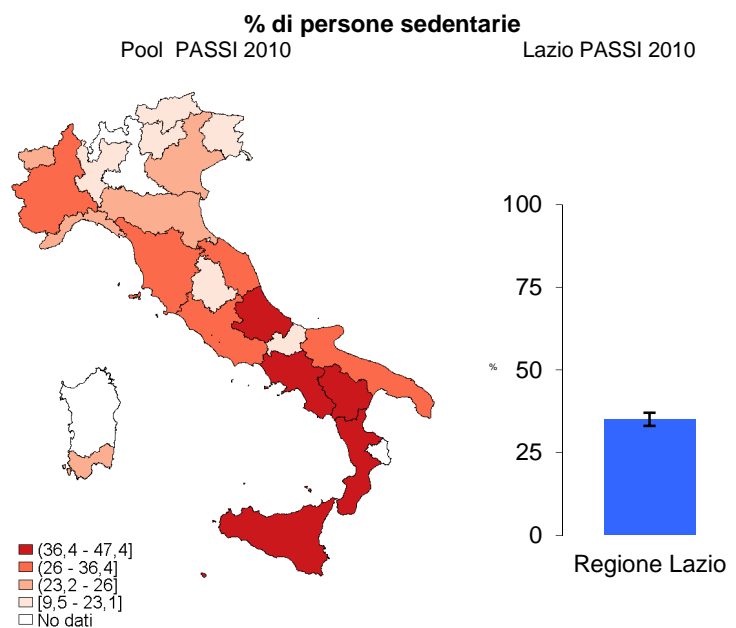 % di persone sedentarie
Pool PASSI 2010
Lazio PASSI 2010
100
75
%
50
25
0
Regione Lazio
(36,4 - 47,4]
(26 - 36,4]
(23,2 - 26]
[9,5 - 23,1]
No dati